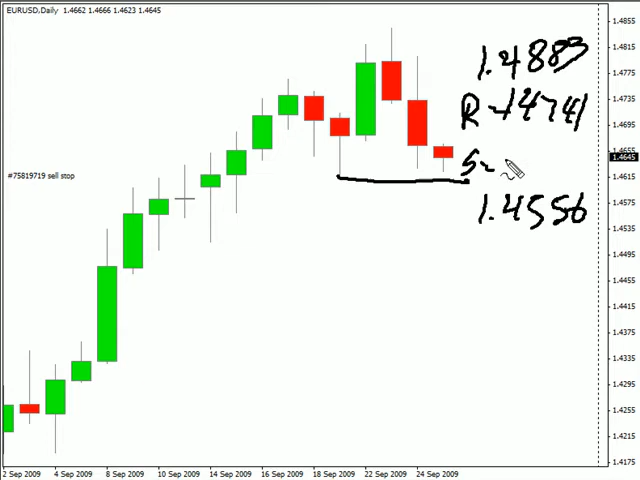 EURUSD,Daily 1.4662 1.4666 1.4623 1.4645
1.4855
1.4815
1.4775
1.4735
1.4695
1.4655
1.4645
1.4615
1.4575
1.4535
1.4495
1.4455
1.4415
1.4375
1.4335
1.4295
1.4255
1.4215
1.4175
1.4883
R - 1.4741
S -
1.4556
#75819719 sell stop
2 Sep 2009
4 Sep 2009
8 Sep 2009
10 Sep 2009
14 Sep 2009
16 Sep 2009
18 Sep 2009
22 Sep 2009
24 Sep 2009